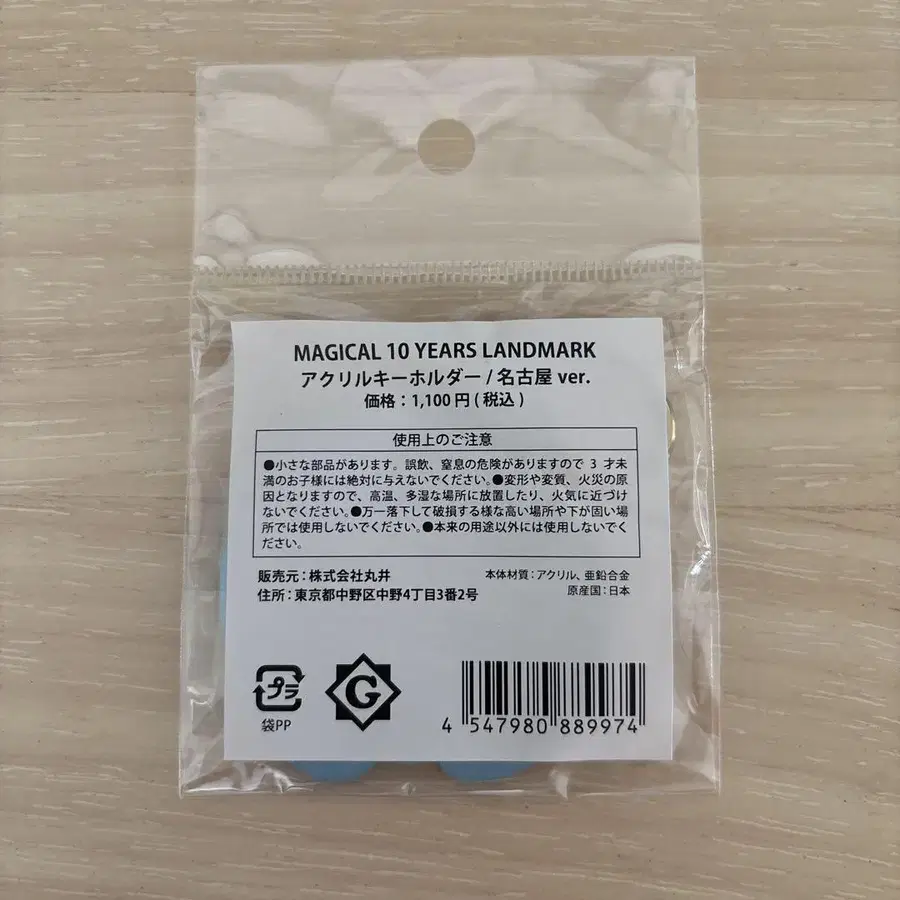 MAGICAL 10 YEARS LANDMARK
アクリルキーホルダー / 名古屋 ver.
価格：1,100 円 ( 税込 )
使用上のご注意
●小さな部品があります。誤飲、窒息の危険がありますので 3 才未
満のお子様には絶対に与えないでください。●変形や変質、火災の原
因となりますので、高温、多湿な場所に放置したり、火気に近づけ
ないでください。●万一落下して破損する様な高い場所や下が固い場
所では使用しないでください。●本来の用途以外には使用しないでく
ださい。
販売元：株式会社丸井
住所：東京都中野区中野4丁目3番2号
本体材質：アクリル、亜鉛合金
原産国：日本
プラ
袋PP
G
4 547980 889974